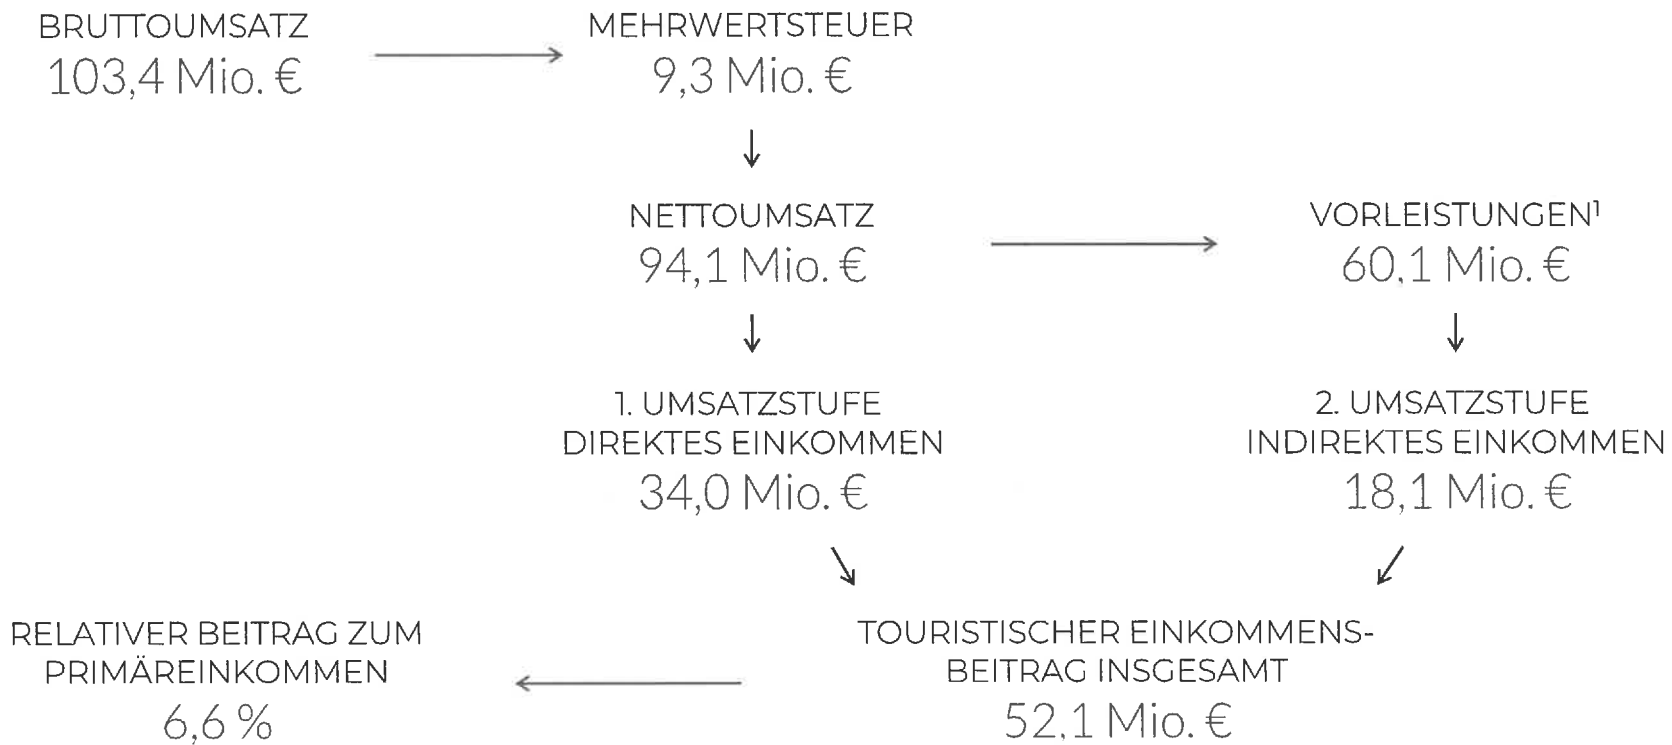 BRUTTOUMSATZ
103,4 Mio. €
MEHRWERTSTEUER
9,3 Mio. €
NETTOUMSATZ
94,1 Mio. €
VORLEISTUNGEN¹
60,1 Mio. €
1. UMSATZSTUFE
DIREKTES EINKOMMEN
34,0 Mio. €
2. UMSATZSTUFE
INDIREKTES EINKOMMEN
18,1 Mio. €
RELATIVER BEITRAG ZUM
PRIMÄREINKOMMEN
6,6 %
TOURISTISCHER EINKOMMENS-
BEITRAG INSGESAMT
52,1 Mio. €